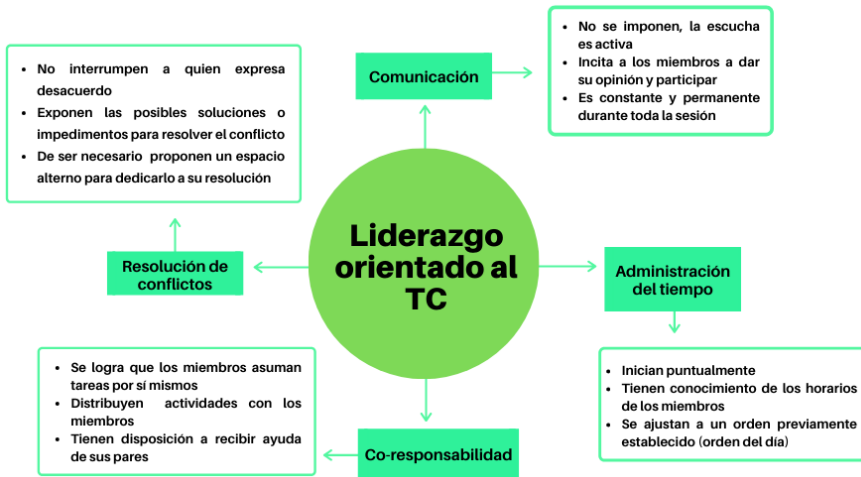 Liderazgo
orientado al
TC
Comunicación
• No se imponen, la escucha
es activa
• Incita a los miembros a dar
su opinión y participar
• Es constante y permanente
durante toda la sesión
Administración
del tiempo
• Inician puntualmente
• Tienen conocimiento de los horarios
de los miembros
• Se ajustan a un orden previamente
establecido (orden del día)
Co-responsabilidad
• Se logra que los miembros asuman
tareas por sí mismos
• Distribuyen actividades con los
miembros
• Tienen disposición a recibir ayuda
de sus pares
Resolución de
conflictos
• No interrumpen a quien expresa
desacuerdo
• Exponen las posibles soluciones o
impedimentos para resolver el conflicto
• De ser necesario proponen un espacio
alterno para dedicarlo a su resolución